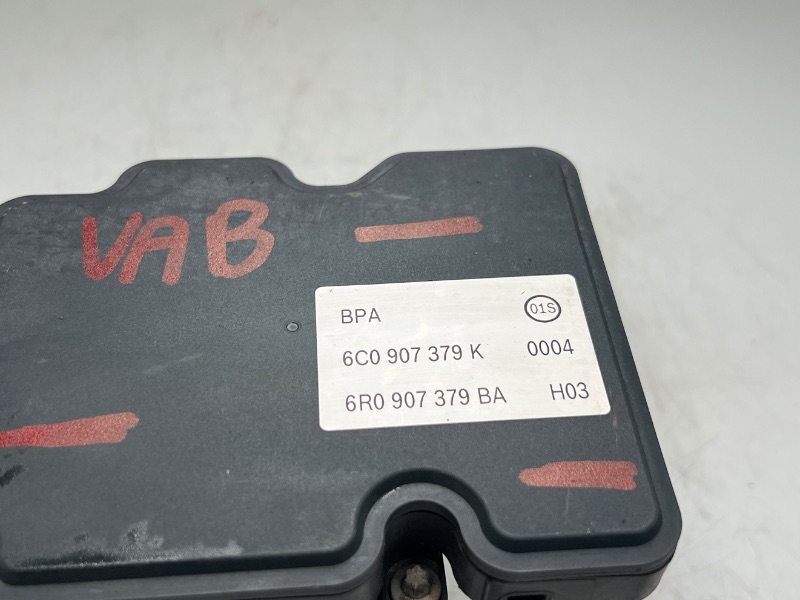 VAB
BPA 01S
6C0 907 379 K 0004
6R0 907 379 BA H03